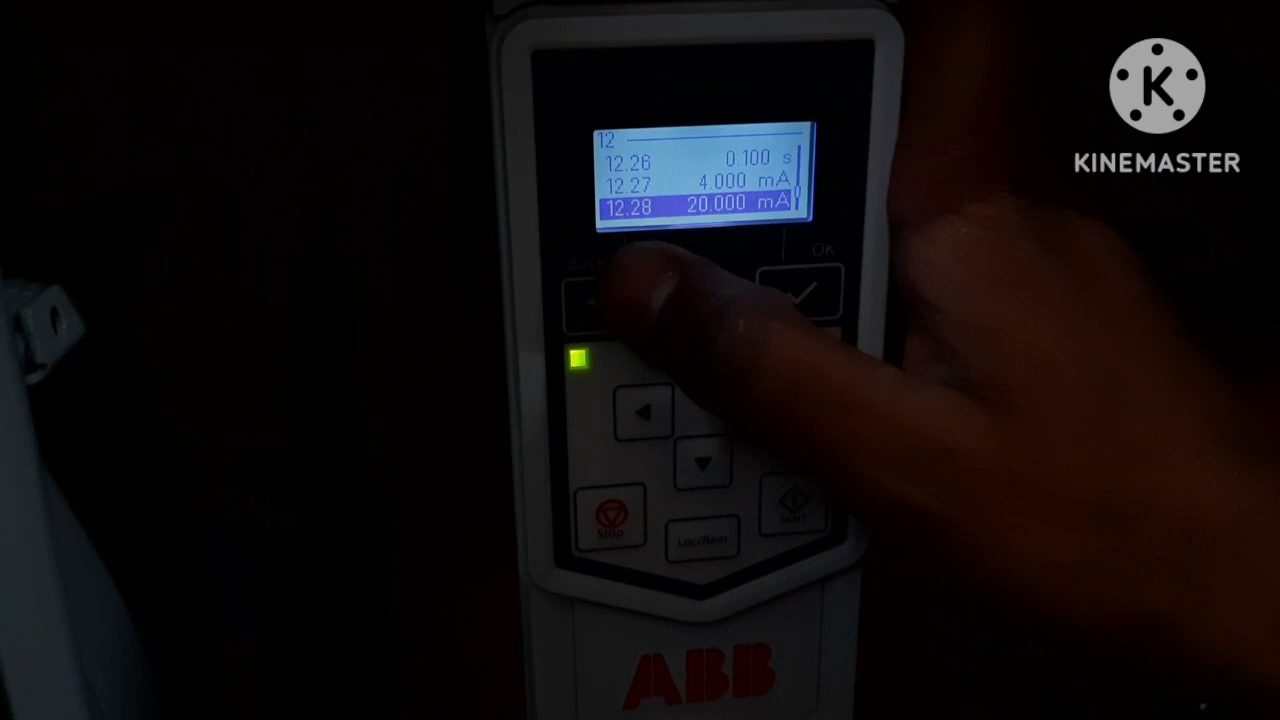 KINEMASTER
12
12.26 0.100 s
12.27 4.000 mA
12.28 20.000 mA
Back OK
Stop Loc/Rem Start
ABB